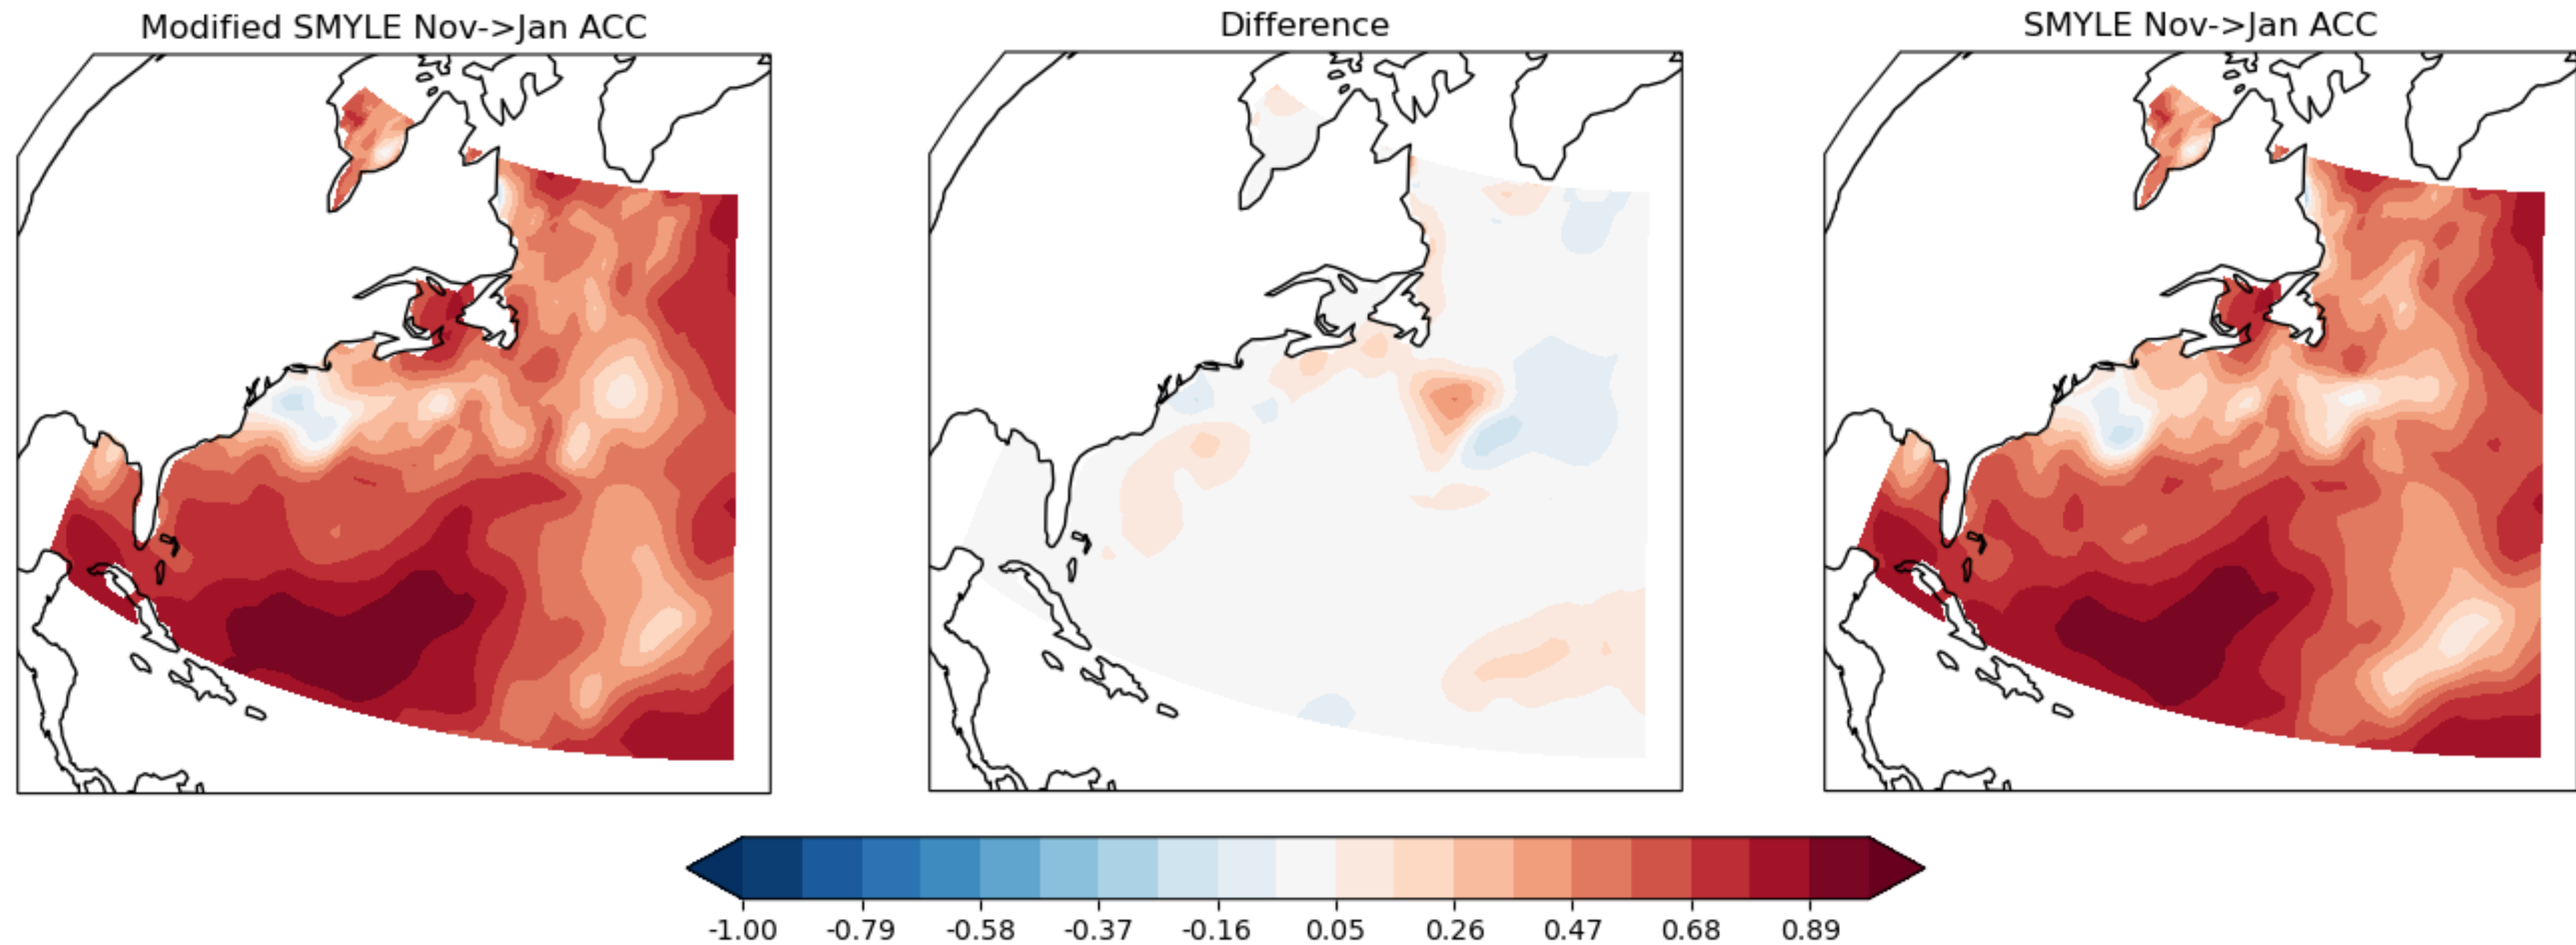 Modified SMYLE Nov->Jan ACC
Difference
SMYLE Nov->Jan ACC
-1.00 -0.79 -0.58 -0.37 -0.16 0.05 0.26 0.47 0.68 0.89